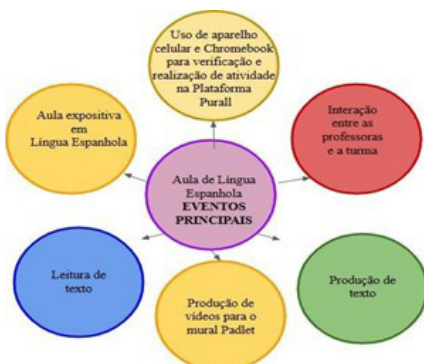 Uso de aparelho
celular e Chromebook
para verificação e
realização de atividade
na Plataforma
Purall
Aula expositiva
em
Língua Espanhola
Interação
entre as
professoras
e a turma
Aula de Língua
Espanhola
EVENTOS
PRINCIPAIS
Leitura de
texto
Produção de
vídeos para o
mural Padlet
Produção de
texto